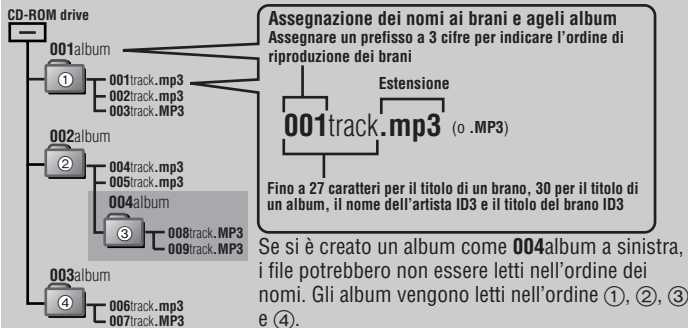 CD-ROM drive
001album
①
001track.mp3
002track.mp3
003track.MP3
002album
②
004track.mp3
005track.mp3
004album
③
008track.MP3
009track.MP3
003album
④
006track.mp3
007track.MP3
Assegnazione dei nomi ai brani e ageli album
Assegnare un prefisso a 3 cifre per indicare l'ordine di
riproduzione dei brani
Estensione
001track.mp3 (o .MP3)
Fino a 27 caratteri per il titolo di un brano, 30 per il titolo di
un album, il nome dell'artista ID3 e il titolo del brano ID3
Se si è creato un album come 004album a sinistra,
i file potrebbero non essere letti nell'ordine dei
nomi. Gli album vengono letti nell'ordine ①, ②, ③
e ④.